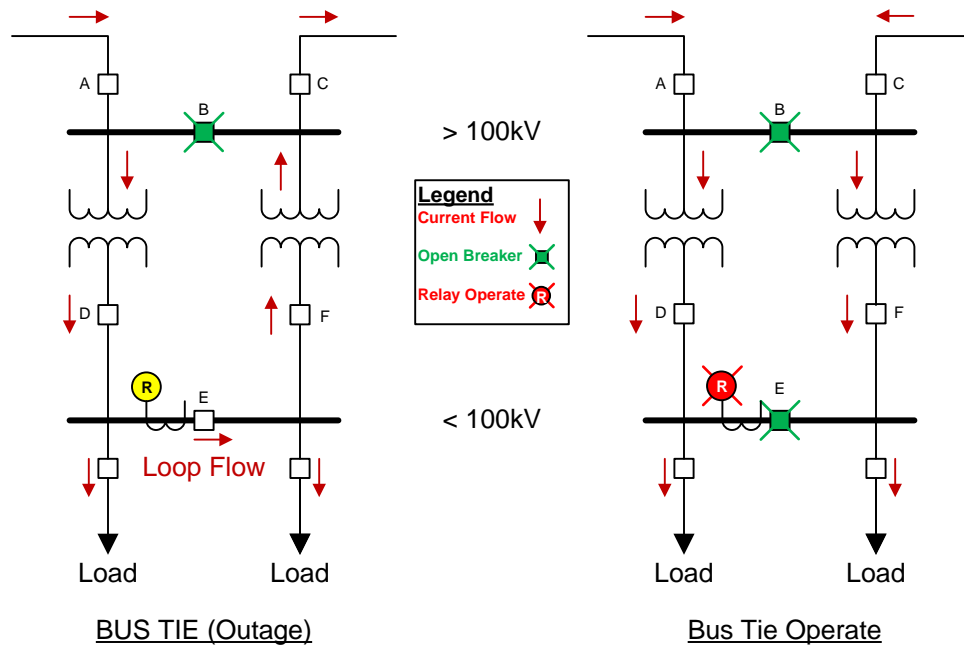 A
C
B
D
F
R
E
Loop Flow
Load
Load
BUS TIE (Outage)
> 100kV
Legend
Current Flow
Open Breaker
Relay Operate R
< 100kV
A
C
B
D
F
R
E
Load
Load
Bus Tie Operate